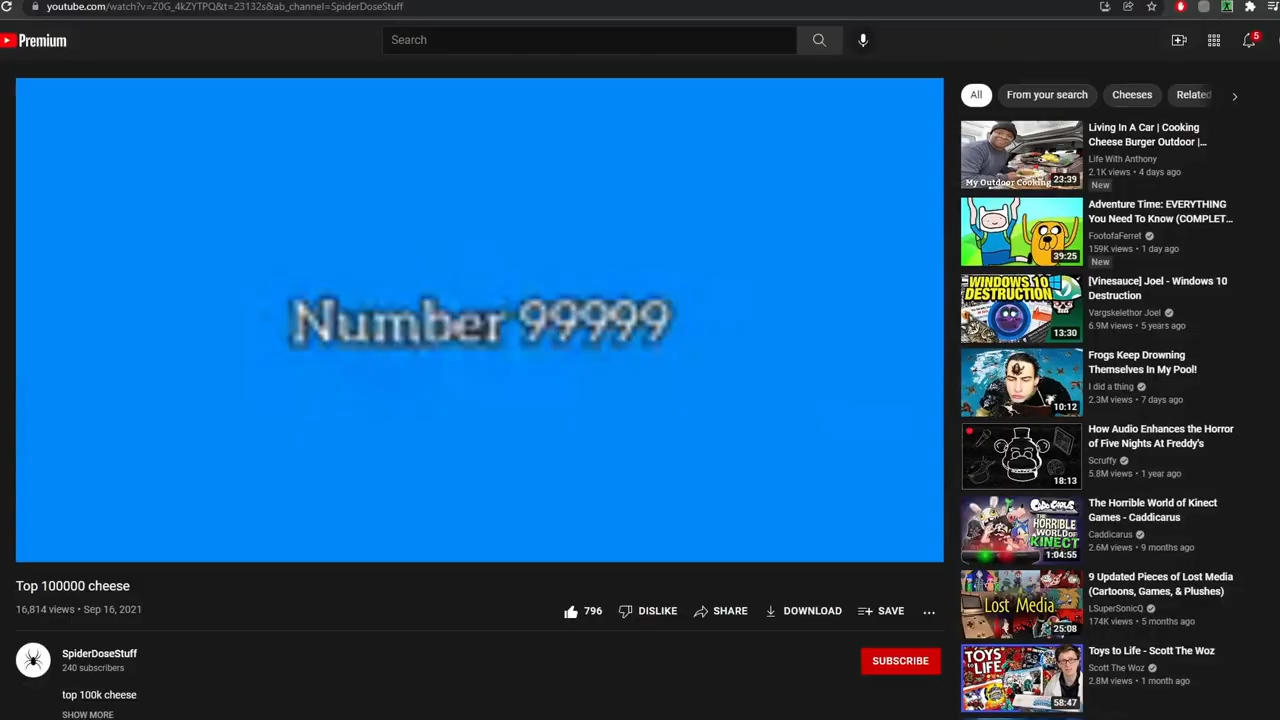 youtube.com/watch?v=Z0G_4kZYTPQ&t=23132s&ab_channel=SpiderDoseStuff
Premium
Search
5
Number 99999
Top 100000 cheese
16,814 views • Sep 16, 2021
796
DISLIKE
SHARE
DOWNLOAD
SAVE
SpiderDoseStuff
240 subscribers
SUBSCRIBE
top 100k cheese
SHOW MORE
All
From your search
Cheeses
Related
My Outdoor Cooking
23:39
Living In A Car | Cooking
Cheese Burger Outdoor |...
Life With Anthony
2.1K views • 4 days ago
New
39:25
Adventure Time: EVERYTHING
You Need To Know (COMPLET...
FootofaFerret
159K views • 1 day ago
New
WINDOWS 10
DESTRUCTION
13:30
[Vinesauce] Joel - Windows 10
Destruction
Vargskelethor Joel
6.9M views • 5 years ago
10:12
Frogs Keep Drowning
Themselves In My Pool!
I did a thing
2.3M views • 7 days ago
18:13
How Audio Enhances the Horror
of Five Nights At Freddy's
Scruffy
5.8M views • 1 year ago
CADDICARUS
THE
HORRIBLE
WORLD OF
KINECT
1:04:55
The Horrible World of Kinect
Games - Caddicarus
Caddicarus
2.6M views • 9 months ago
Lost Media
25:08
9 Updated Pieces of Lost Media
(Cartoons, Games, & Plushes)
LSuperSonicQ
174K views • 5 months ago
TOYS
TO
LIFE
58:47
Toys to Life - Scott The Woz
Scott The Woz
2.8M views • 1 month ago